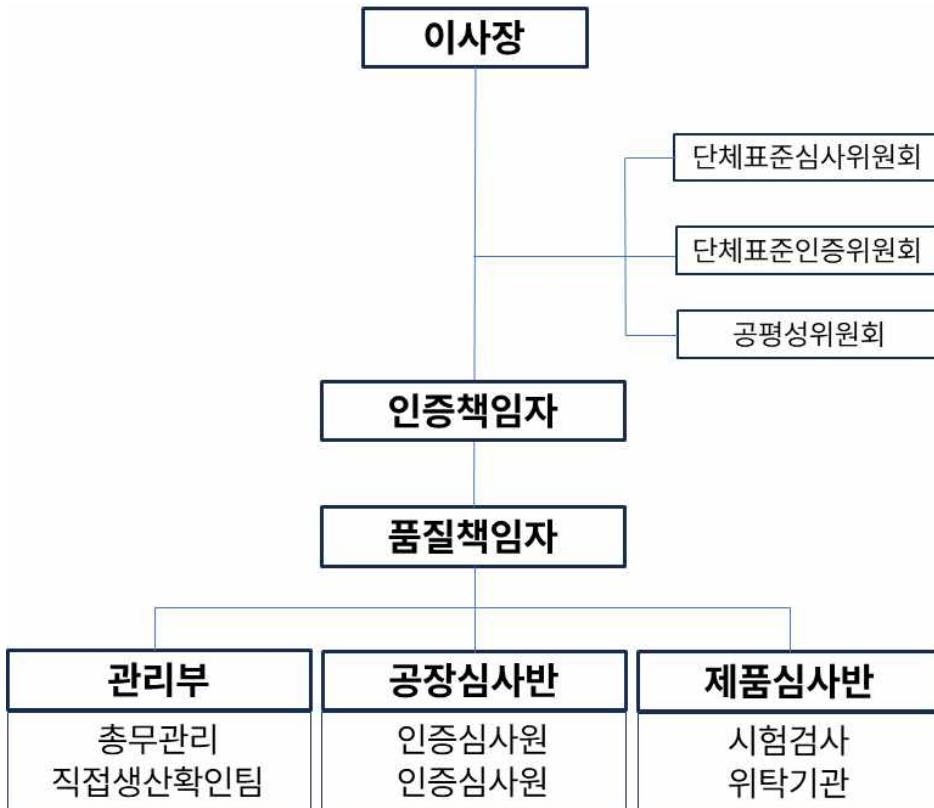 이사장
단체표준심사위원회
단체표준인증위원회
공평성위원회
인증책임자
품질책임자
관리부
총무관리
직접생산확인팀
공장심사반
인증심사원
인증심사원
제품심사반
시험검사
위탁기관